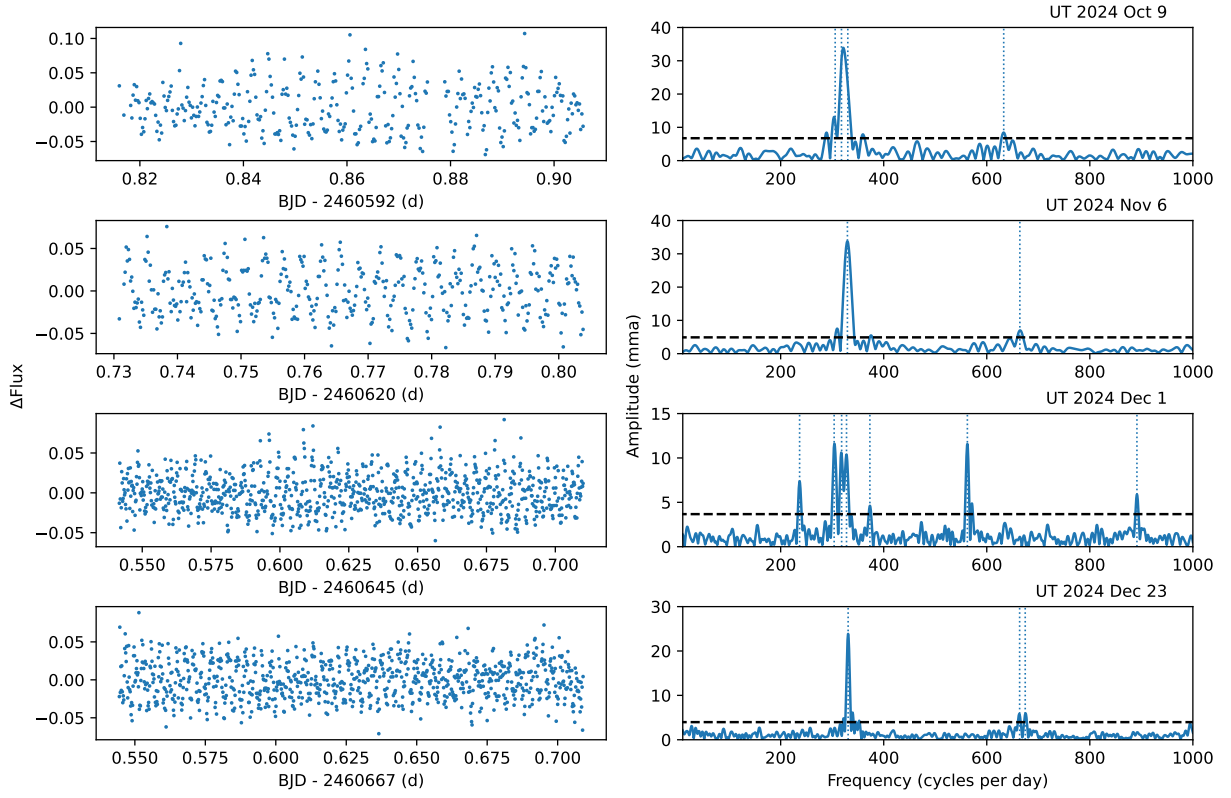 UT 2024 Oct 9
0.10
0.05
0.00
−0.05
0.82 0.84 0.86 0.88 0.90
BJD - 2460592 (d)
40
30
20
10
0
200 400 600 800 1000
UT 2024 Nov 6
0.05
0.00
−0.05
0.73 0.74 0.75 0.76 0.77 0.78 0.79 0.80
BJD - 2460620 (d)
40
30
20
10
0
200 400 600 800 1000
ΔFlux
Amplitude (mma)
UT 2024 Dec 1
0.05
0.00
−0.05
0.550 0.575 0.600 0.625 0.650 0.675 0.700
BJD - 2460645 (d)
15
10
5
0
200 400 600 800 1000
UT 2024 Dec 23
0.05
0.00
−0.05
0.550 0.575 0.600 0.625 0.650 0.675 0.700
BJD - 2460667 (d)
30
20
10
0
200 400 600 800 1000
Frequency (cycles per day)